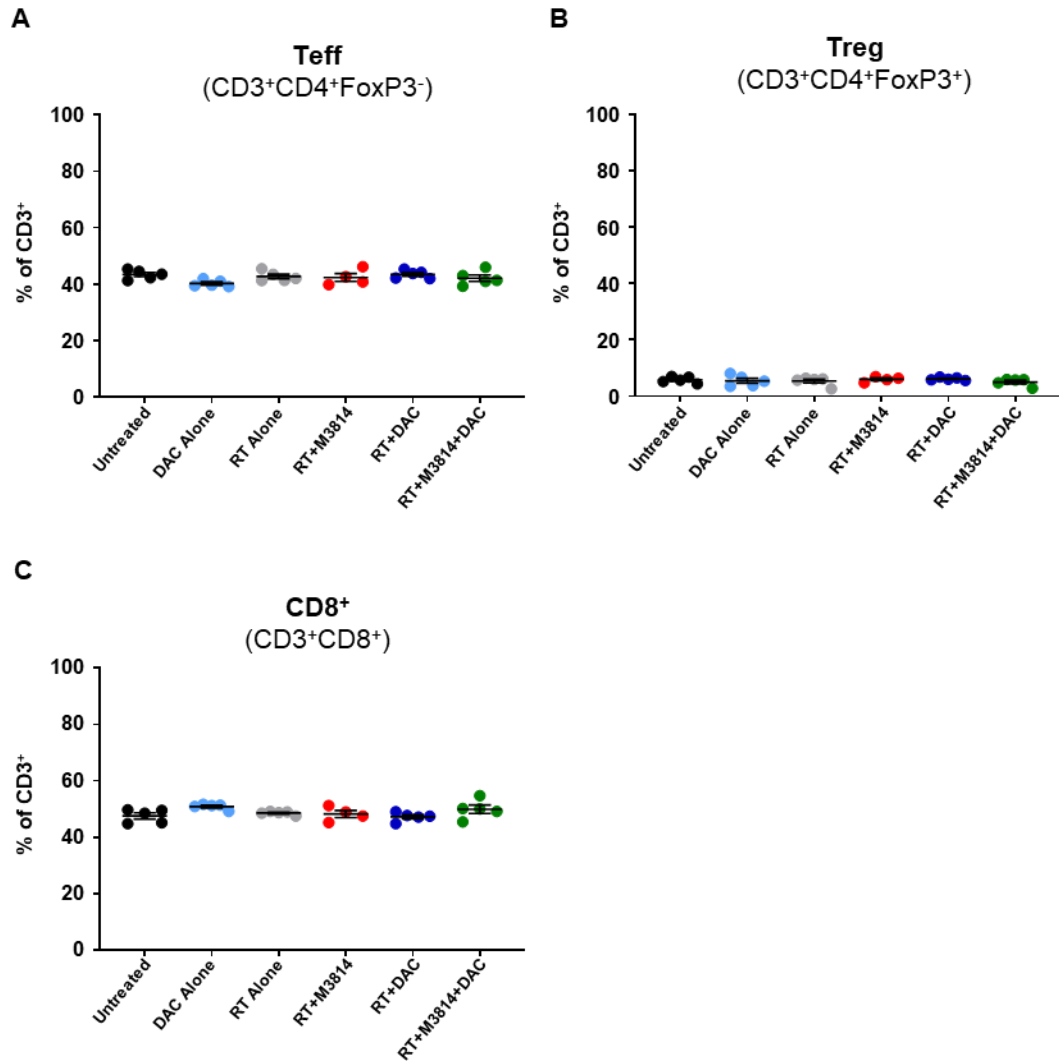 A
Teff
(CD3⁺CD4⁺FoxP3⁻)
% of CD3⁺
100
80
60
40
20
0
Untreated
DAC Alone
RT Alone
RT+M3814
RT+DAC
RT+M3814+DAC
B
Treg
(CD3⁺CD4⁺FoxP3⁺)
% of CD3⁺
100
80
60
40
20
0
Untreated
DAC Alone
RT Alone
RT+M3814
RT+DAC
RT+M3814+DAC
C
CD8⁺
(CD3⁺CD8⁺)
% of CD3⁺
100
80
60
40
20
0
Untreated
DAC Alone
RT Alone
RT+M3814
RT+DAC
RT+M3814+DAC